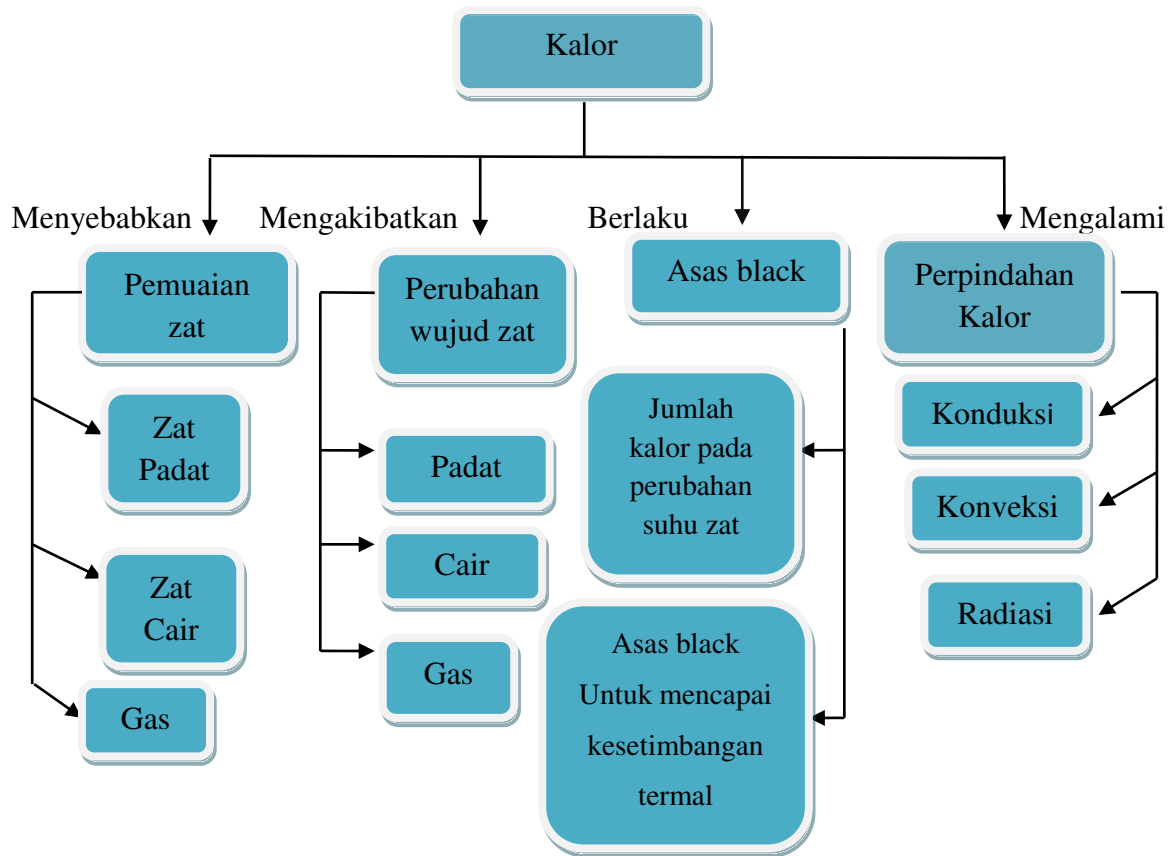 Kalor
Menyebabkan
Mengakibatkan
Berlaku
Mengalami
Pemuaian
zat
Zat
Padat
Zat
Cair
Gas
Perubahan
wujud zat
Padat
Cair
Gas
Asas black
Jumlah
kalor pada
perubahan
suhu zat
Asas black
Untuk mencapai
kesetimbangan
termal
Perpindahan
Kalor
Konduksi
Konveksi
Radiasi